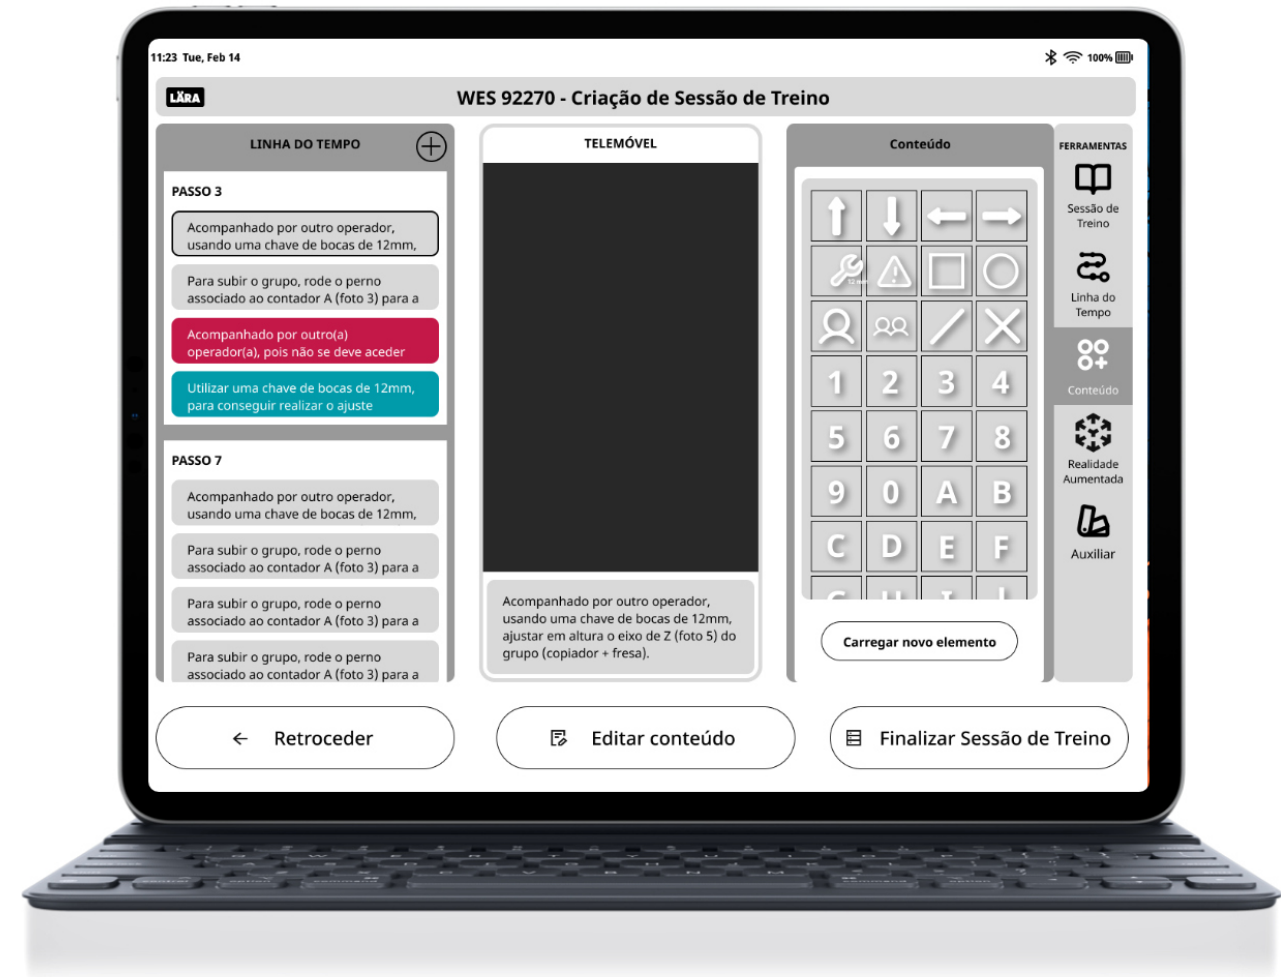 11:23 Tue, Feb 14
100%
LÄRA
WES 92270 - Criação de Sessão de Treino
LINHA DO TEMPO
PASSO 3
Acompanhado por outro operador,
usando uma chave de bocas de 12mm,
Para subir o grupo, rode o perno
associado ao contador A (foto 3) para a
Acompanhado por outro(a)
operador(a), pois não se deve aceder
Utilizar uma chave de bocas de 12mm,
para conseguir realizar o ajuste
PASSO 7
Acompanhado por outro operador,
usando uma chave de bocas de 12mm,
Para subir o grupo, rode o perno
associado ao contador A (foto 3) para a
Para subir o grupo, rode o perno
associado ao contador A (foto 3) para a
Para subir o grupo, rode o perno
associado ao contador A (foto 3) para a
TELEMÓVEL
Acompanhado por outro operador,
usando uma chave de bocas de 12mm,
ajustar em altura o eixo de Z (foto 5) do
grupo (copiador + fresa).
Conteúdo
1 2 3 4
5 6 7 8
9 0 A B
C D E F
Carregar novo elemento
FERRAMENTAS
Sessão de
Treino
Linha do
Tempo
Conteúdo
Realidade
Aumentada
Auxiliar
Retroceder
Editar conteúdo
Finalizar Sessão de Treino